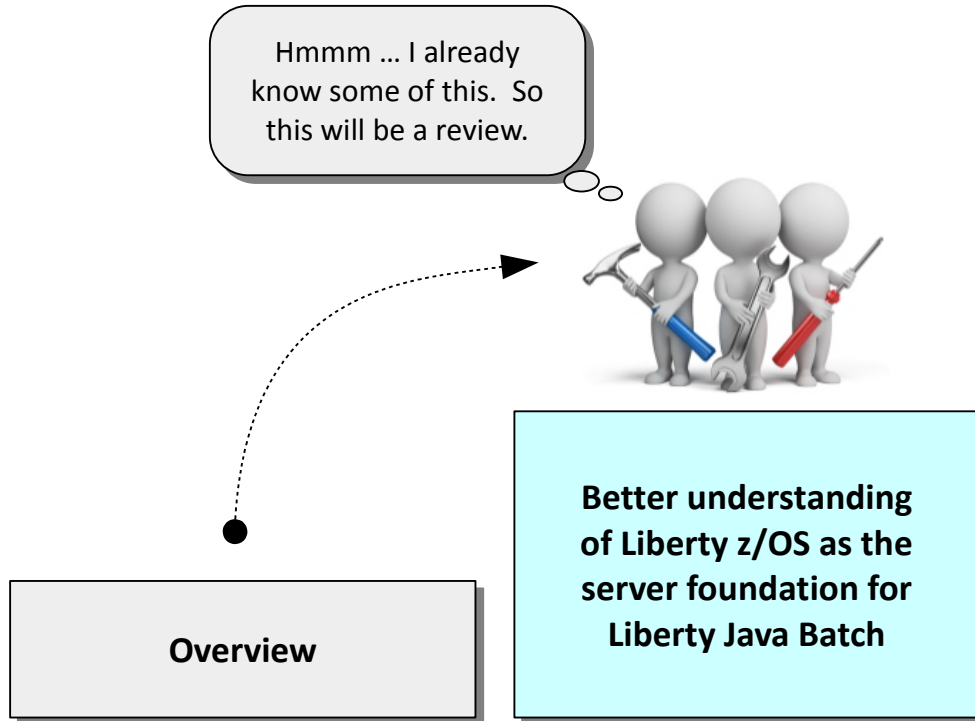 Hmmm … I already
know some of this.  So
this will be a review.
Overview
Better understanding
of Liberty z/OS as the
server foundation for
Liberty Java Batch